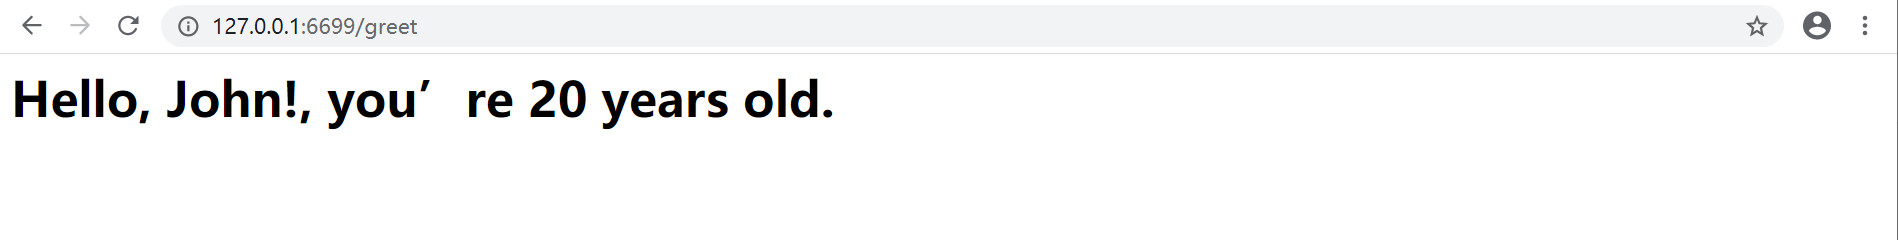 127.0.0.1:6699/greet
Hello, John!, you’re 20 years old.